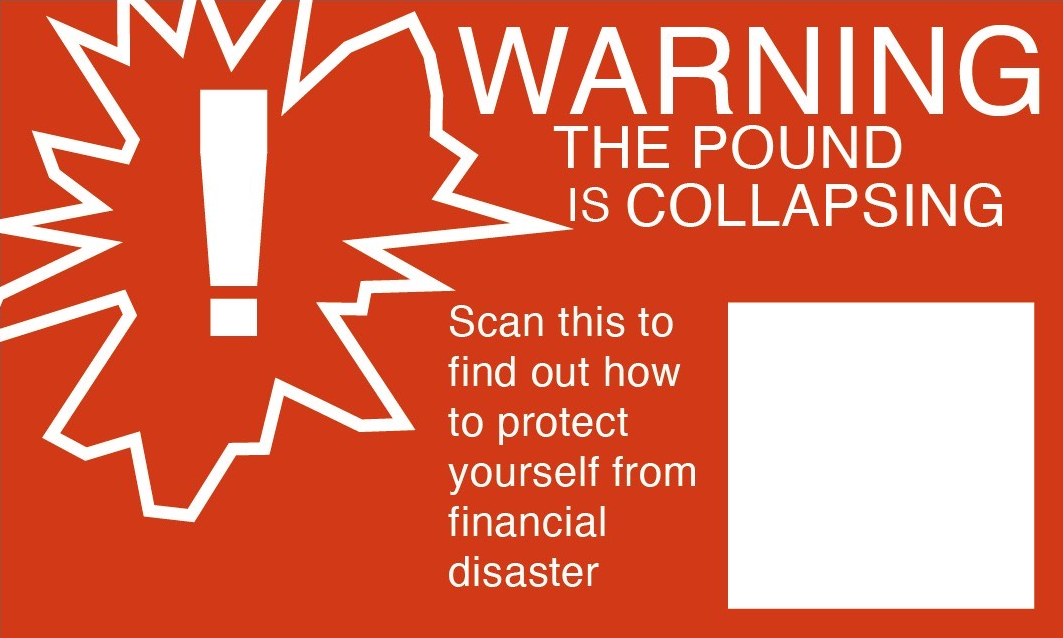 !
WARNING
THE POUND
IS COLLAPSING
Scan this to
find out how
to protect
yourself from
financial
disaster